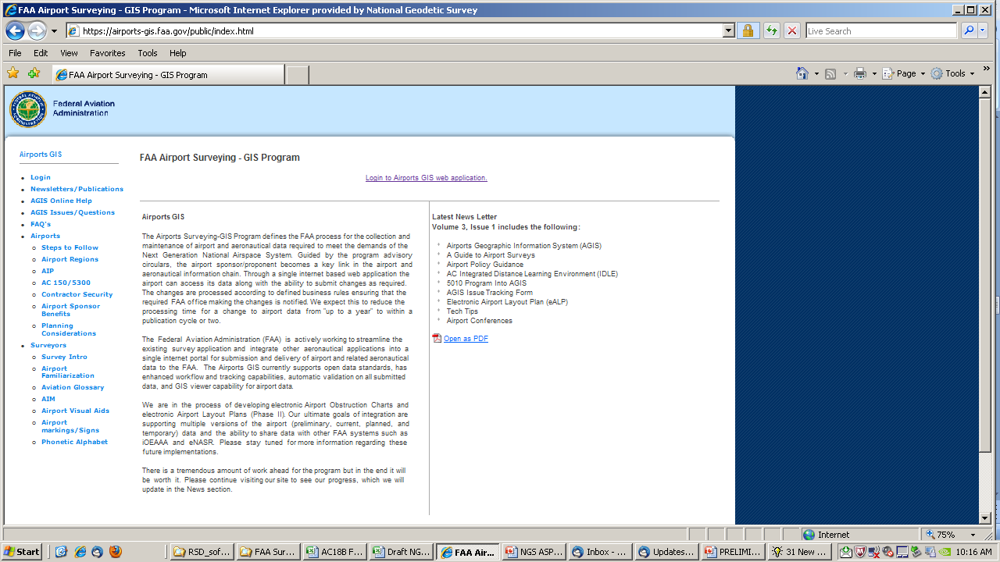 FAA Airport Surveying - GIS Program - Microsoft Internet Explorer provided by National Geodetic Survey
https://airports-gis.faa.gov/public/index.html
Live Search
File Edit View Favorites Tools Help
FAA Airport Surveying - GIS Program
Page Tools
Federal Aviation
Administration
Airports GIS
Login
Newsletters/Publications
AGIS Online Help
AGIS Issues/Questions
FAQ's
Airports
Steps to Follow
Airport Regions
AIP
AC 150/5300
Contractor Security
Airport Sponsor
Benefits
Planning
Considerations
Surveyors
Survey Intro
Airport
Familiarization
Aviation Glossary
AIM
Airport Visual Aids
Airport
markings/Signs
Phonetic Alphabet
FAA Airport Surveying - GIS Program
Login to Airports GIS web application.
Airports GIS
The Airports Surveying-GIS Program defines the FAA process for the collection and
maintenance of airport and aeronautical data required to meet the demands of the
Next Generation National Airspace System. Guided by the program advisory
circulars, the airport sponsor/proponent becomes a key link in the airport and
aeronautical information chain. Through a single internet based web application the
airport can access its data along with the ability to submit changes as required.
The changes are processed according to defined business rules ensuring that the
required FAA office making the changes is notified. We expect this to reduce the
processing time for a change to airport data from "up to a year" to within a
publication cycle or two.
The Federal Aviation Administration (FAA) is actively working to streamline the
existing survey application and integrate other aeronautical applications into a
single internet portal for submission and delivery of airport and related aeronautical
data to the FAA. The Airports GIS currently supports open data standards, has
enhanced workflow and tracking capabilities, automatic validation on all submitted
data, and GIS viewer capability for airport data.
We are in the process of developing electronic Airport Obstruction Charts and
electronic Airport Layout Plans (Phase II). Our ultimate goals of integration are
supporting multiple versions of the airport (preliminary, current, planned, and
temporary) data and the ability to share data with other FAA systems such as
iOEAAA and eNASR. Please stay tuned for more information regarding these
future implementations.
There is a tremendous amount of work ahead for the program but in the end it will
be worth it. Please continue visiting our site to see our progress, which we will
update in the News section.
Latest News Letter
Volume 3, Issue 1 includes the following:
Airports Geographic Information System (AGIS)
A Guide to Airport Surveys
Airport Policy Guidance
AC Integrated Distance Learning Environment (IDLE)
5010 Program Into AGIS
AGIS Issue Tracking Form
Electronic Airport Layout Plan (eALP)
Tech Tips
Airport Conferences
Open as PDF
Internet 75%
Start RSD_sof... FAA Sur... AC18B F... Draft NG... FAA Air... NGS ASP... Inbox - ... Updates... PRELIMI... 31 New ... 10:16 AM